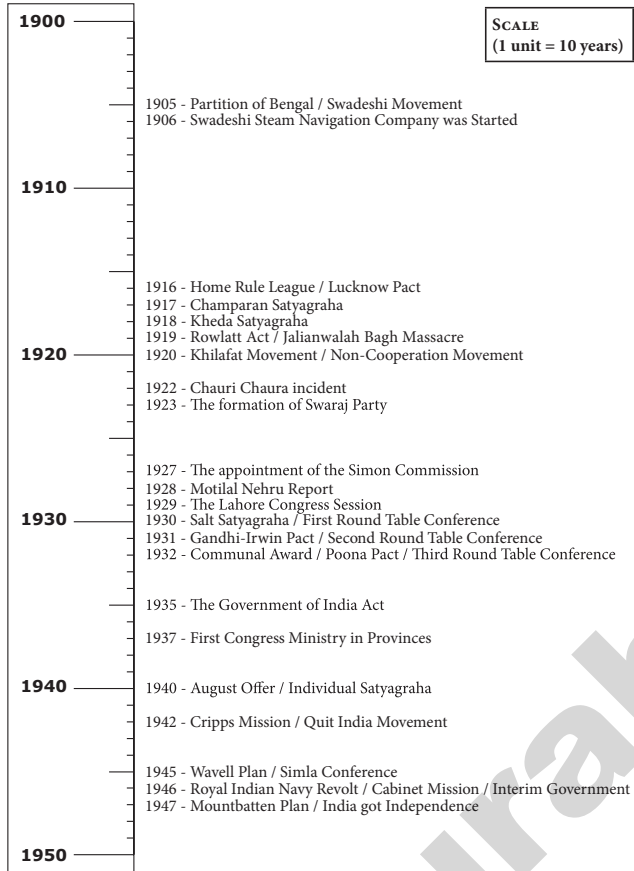 1900
SCALE
(1 unit = 10 years)
1905 - Partition of Bengal / Swadeshi Movement
1906 - Swadeshi Steam Navigation Company was Started
1910
1916 - Home Rule League / Lucknow Pact
1917 - Champaran Satyagraha
1918 - Kheda Satyagraha
1919 - Rowlatt Act / Jalianwalah Bagh Massacre
1920
1920 - Khilafat Movement / Non-Cooperation Movement
1922 - Chauri Chaura incident
1923 - The formation of Swaraj Party
1927 - The appointment of the Simon Commission
1928 - Motilal Nehru Report
1929 - The Lahore Congress Session
1930
1930 - Salt Satyagraha / First Round Table Conference
1931 - Gandhi-Irwin Pact / Second Round Table Conference
1932 - Communal Award / Poona Pact / Third Round Table Conference
1935 - The Government of India Act
1937 - First Congress Ministry in Provinces
1940
1940 - August Offer / Individual Satyagraha
1942 - Cripps Mission / Quit India Movement
1945 - Wavell Plan / Simla Conference
1946 - Royal Indian Navy Revolt / Cabinet Mission / Interim Government
1947 - Mountbatten Plan / India got Independence
1950